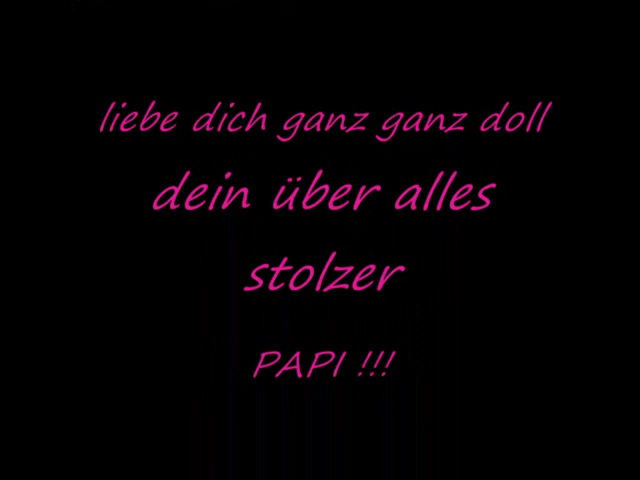 liebe dich ganz ganz doll
dein über alles
stolzer
PAPI !!!